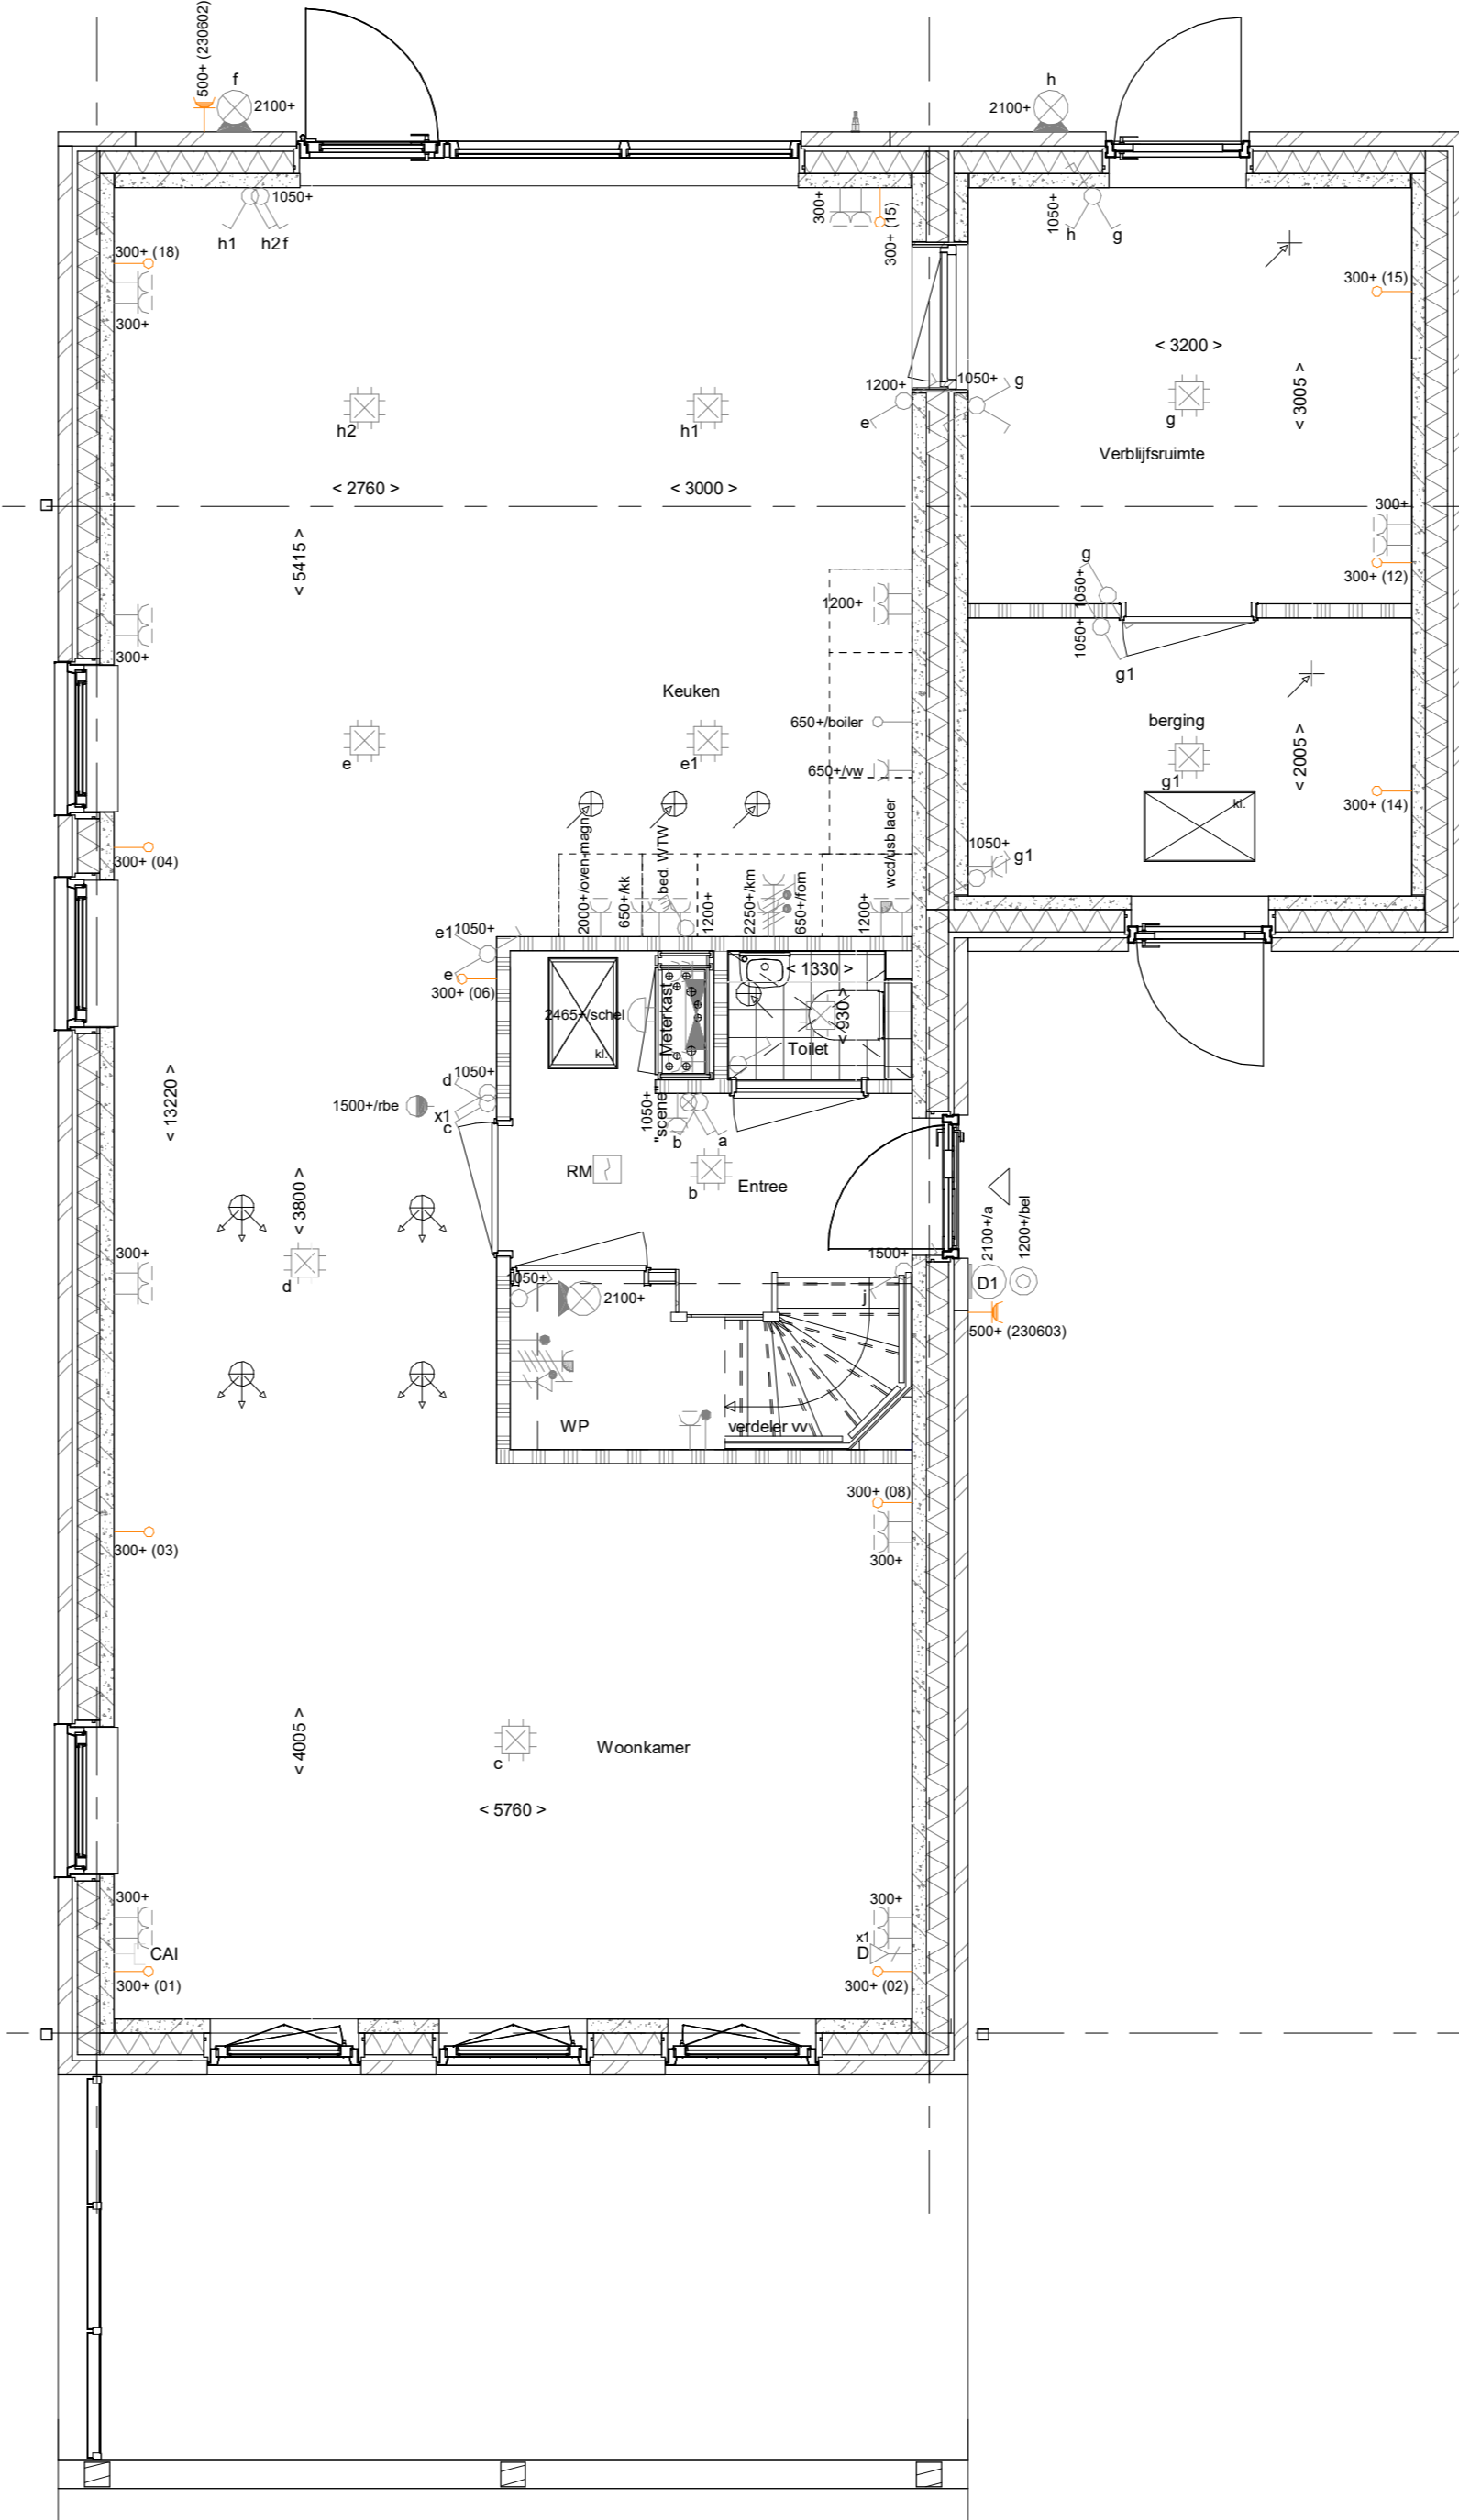 500+ (230602)
f
2100+
h
2100+
1050+
h1
h2 f
300+
300+ (15)
1050+
h
g
300+ (18)
300+
300+ (15)
< 3200 >
< 3005 >
1200+
1050+
g
e
h2
h1
g
Verblijfsruimte
< 2760 >
< 3000 >
300+
< 5415 >
g
300+ (12)
1200+
1050+
1050+
300+
g1
Keuken
650+/boiler
berging
e
e1
650+/vw
g1
< 2005 >
kl.
300+ (14)
wcd/usb lader
300+ (04)
2000+/oven-magn
650+/kk
bed. WTW
1200+
2250+/km
650+/forn
1200+
1050+
g1
e1
1050+
e
300+ (06)
< 1330 >
< 930 >
2465+/schel
kl.
Meterkast
Toilet
d
1050+
1500+/rbe
x1
c
1050+
"scene"
b
a
< 13220 >
RM
b
Entree
< 3800 >
2100+/a
1200+/bel
300+
d
1500+
1050+
2100+
j
D1
500+ (230603)
WP
verdeler vv
300+ (08)
300+
300+ (03)
< 4005 >
c
Woonkamer
< 5760 >
300+
CAI
300+ (01)
300+
x1
D
300+ (02)